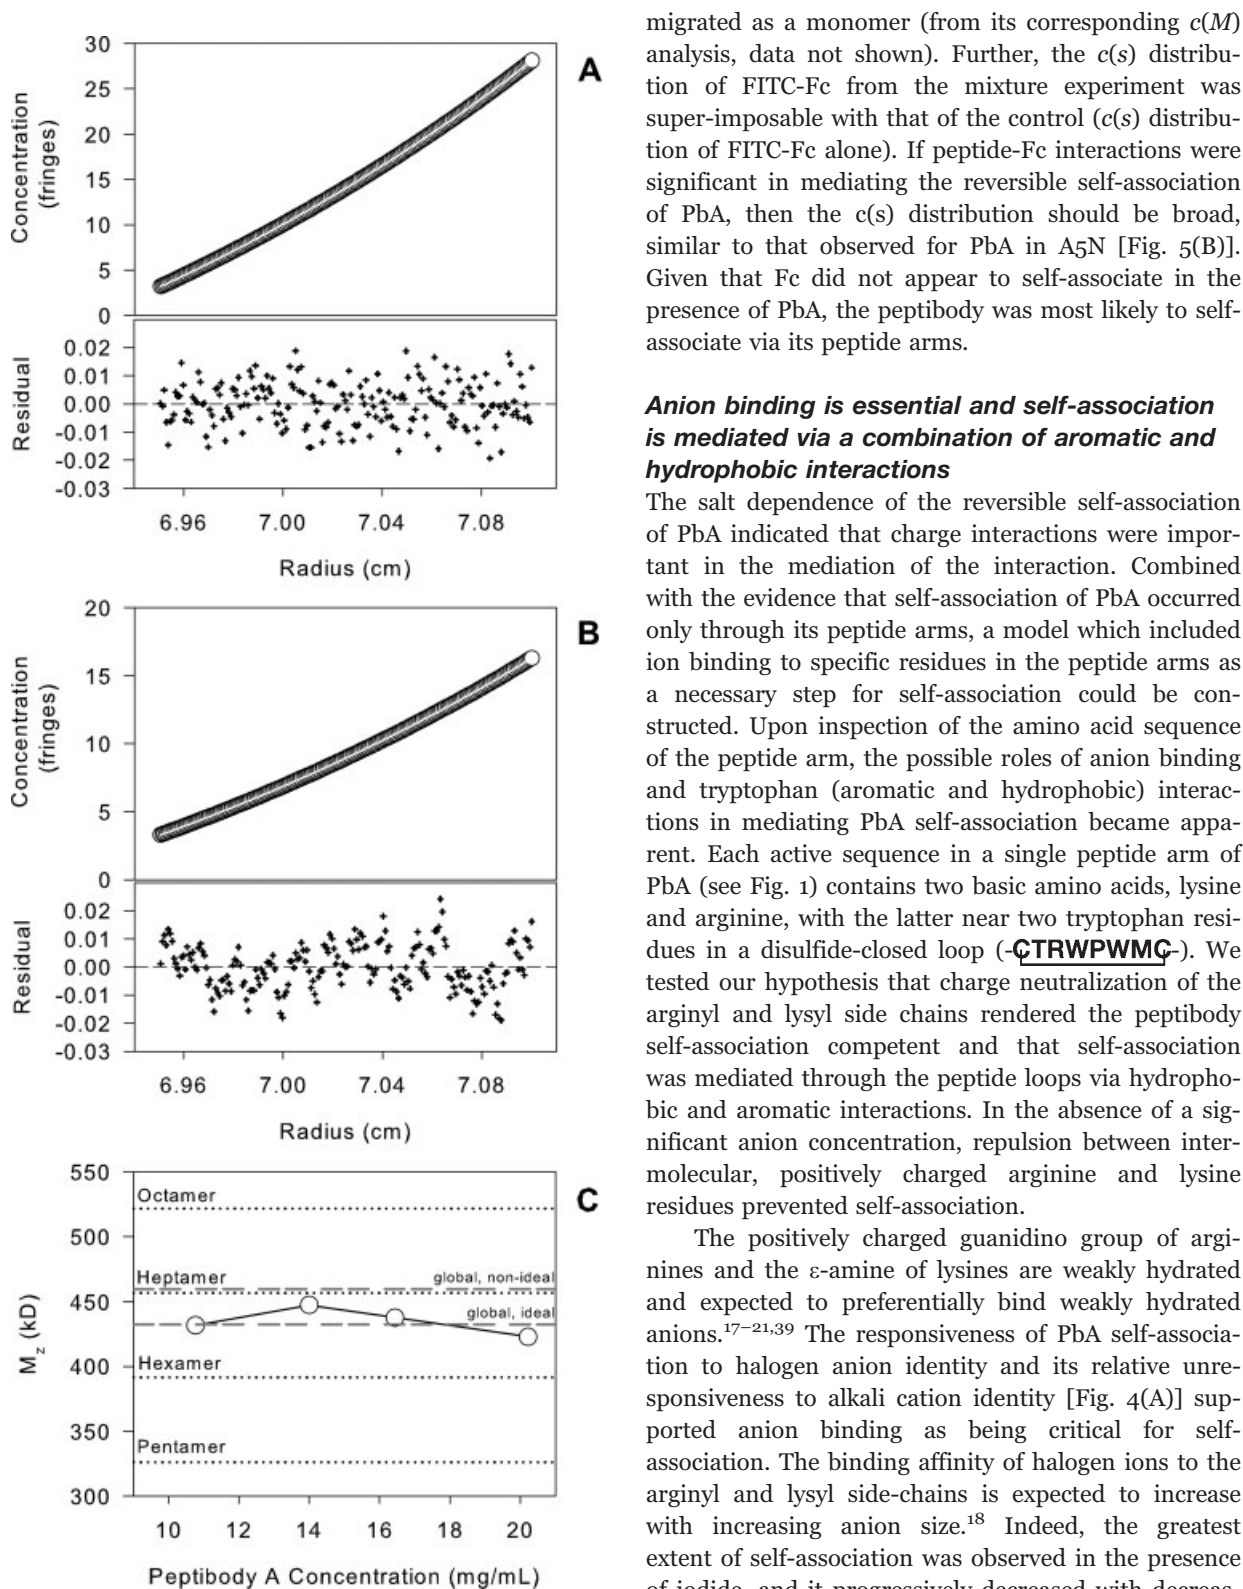 30
25
20
15
10
5
0
Concentration
(fringes)
A
0.02
0.01
0.00
-0.01
-0.02
-0.03
Residual
6.96 7.00 7.04 7.08
Radius (cm)
20
15
10
5
0
Concentration
(fringes)
B
0.02
0.01
0.00
-0.01
-0.02
-0.03
Residual
6.96 7.00 7.04 7.08
Radius (cm)
550
500
450
400
350
300
Mz (kD)
C
Octamer
Heptamer
global, non-ideal
global, ideal
Hexamer
Pentamer
10 12 14 16 18 20
Peptibody A Concentration (mg/mL)
migrated as a monomer (from its corresponding c(M)
analysis, data not shown). Further, the c(s) distribu-
tion of FITC-Fc from the mixture experiment was
super-imposable with that of the control (c(s) distribu-
tion of FITC-Fc alone). If peptide-Fc interactions were
significant in mediating the reversible self-association
of PbA, then the c(s) distribution should be broad,
similar to that observed for PbA in A5N [Fig. 5(B)].
Given that Fc did not appear to self-associate in the
presence of PbA, the peptibody was most likely to self-
associate via its peptide arms.
Anion binding is essential and self-association
is mediated via a combination of aromatic and
hydrophobic interactions
The salt dependence of the reversible self-association
of PbA indicated that charge interactions were impor-
tant in the mediation of the interaction. Combined
with the evidence that self-association of PbA occurred
only through its peptide arms, a model which included
ion binding to specific residues in the peptide arms as
a necessary step for self-association could be con-
structed. Upon inspection of the amino acid sequence
of the peptide arm, the possible roles of anion binding
and tryptophan (aromatic and hydrophobic) interac-
tions in mediating PbA self-association became appa-
rent. Each active sequence in a single peptide arm of
PbA (see Fig. 1) contains two basic amino acids, lysine
and arginine, with the latter near two tryptophan resi-
dues in a disulfide-closed loop (-CTRWPWMC-). We
tested our hypothesis that charge neutralization of the
arginyl and lysyl side chains rendered the peptibody
self-association competent and that self-association
was mediated through the peptide loops via hydropho-
bic and aromatic interactions. In the absence of a sig-
nificant anion concentration, repulsion between inter-
molecular, positively charged arginine and lysine
residues prevented self-association.
The positively charged guanidino group of argi-
nines and the ε-amine of lysines are weakly hydrated
and expected to preferentially bind weakly hydrated
anions.17–21,39 The responsiveness of PbA self-associa-
tion to halogen anion identity and its relative unre-
sponsiveness to alkali cation identity [Fig. 4(A)] sup-
ported anion binding as being critical for self-
association. The binding affinity of halogen ions to the
arginyl and lysyl side-chains is expected to increase
with increasing anion size.18 Indeed, the greatest
extent of self-association was observed in the presence
of iodide, and it progressively decreased with decreas-